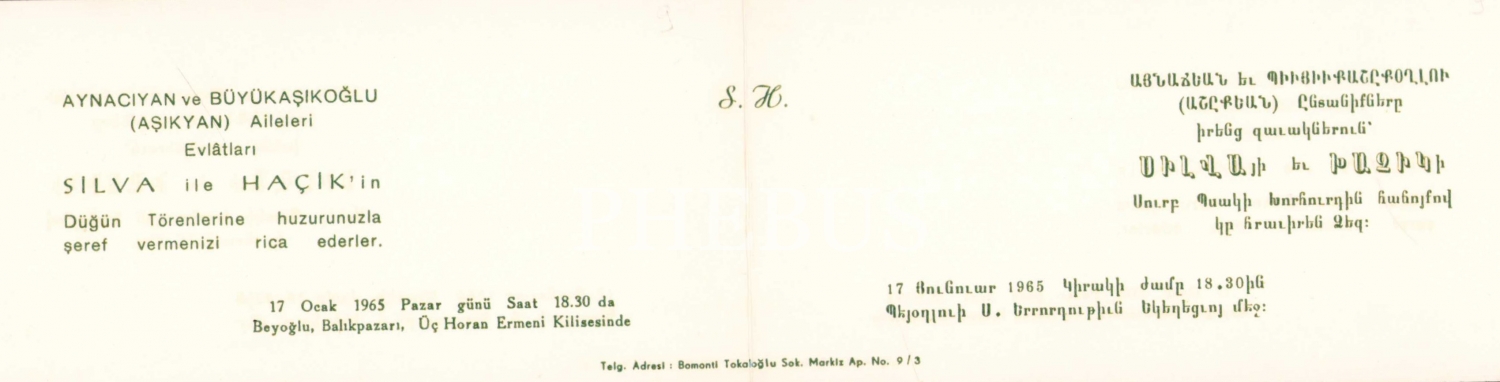 AYNACIYAN ve BÜYÜKAŞIKOĞLU
(AŞIKYAN) Aileleri
Evlâtları
SİLVA ile HAÇİK'in
Düğün Törenlerine huzurunuzla
şeref vermenizi rica ederler.
17 Ocak 1965 Pazar günü Saat 18.30 da
Beyoğlu, Balıkpazarı, Üç Horan Ermeni Kilisesinde
S. H.
PHEBUS
ԱՅՆԱՃԵԱՆ եւ ՊԻՒՅԻՒՔԱՇԸՔՕՂԼՈՒ
(ԱՇԸՔԵԱՆ) Ընտանիքները
իրենց զաւակներուն՝
ՍԻԼՎԱյի եւ ԽԱՉԻԿի
Սուրբ Պսակի խորհուրդին հանոյքով
կը հրաւիրեն Ձեզ։
17 Յունուար 1965 Կիրակի ժամը 18.30ին
Պէյօղլուի Ս. Երրորդութիւն Եկեղեցւոյ մէջ։
Telg. Adresi : Bomonti Tokaloğlu Sok. Markiz Ap. No. 9/3